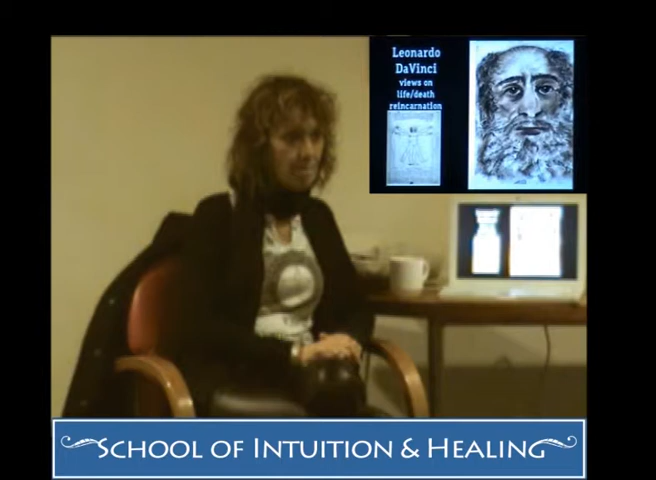 Leonardo
DaVinci
views on
life/death
reincarnation
SCHOOL OF INTUITION & HEALING